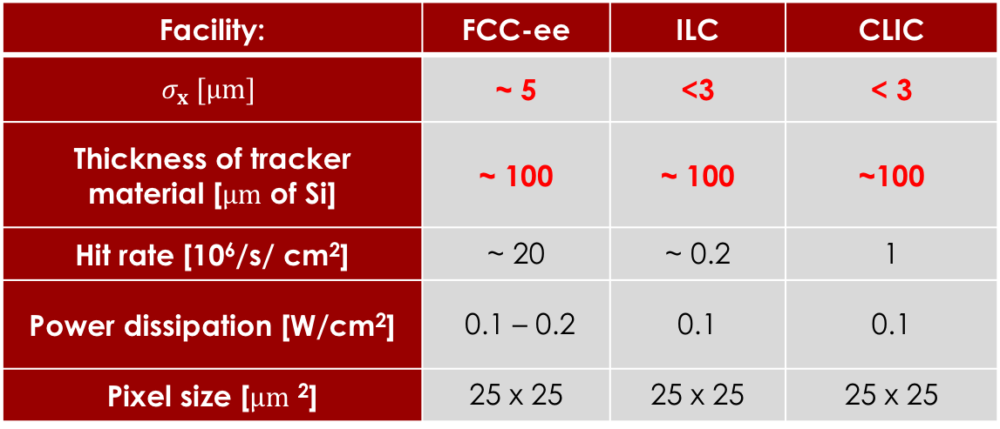 Facility: FCC-ee ILC CLIC
σₓ [μm] ~ 5 <3 < 3
Thickness of tracker
material [μm of Si] ~ 100 ~ 100 ~100
Hit rate [10⁶/s/ cm²] ~ 20 ~ 0.2 1
Power dissipation [W/cm²] 0.1 – 0.2 0.1 0.1
Pixel size [μm ²] 25 x 25 25 x 25 25 x 25